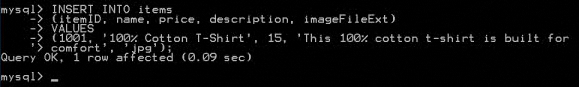 mysql> INSERT INTO items
    -> (itemID, name, price, description, imageFileExt)
    -> VALUES
    -> (1001, '100% Cotton T-Shirt', 15, 'This 100% cotton t-shirt is built for
    '> comfort', 'jpg');
Query OK, 1 row affected (0.09 sec)
mysql> _